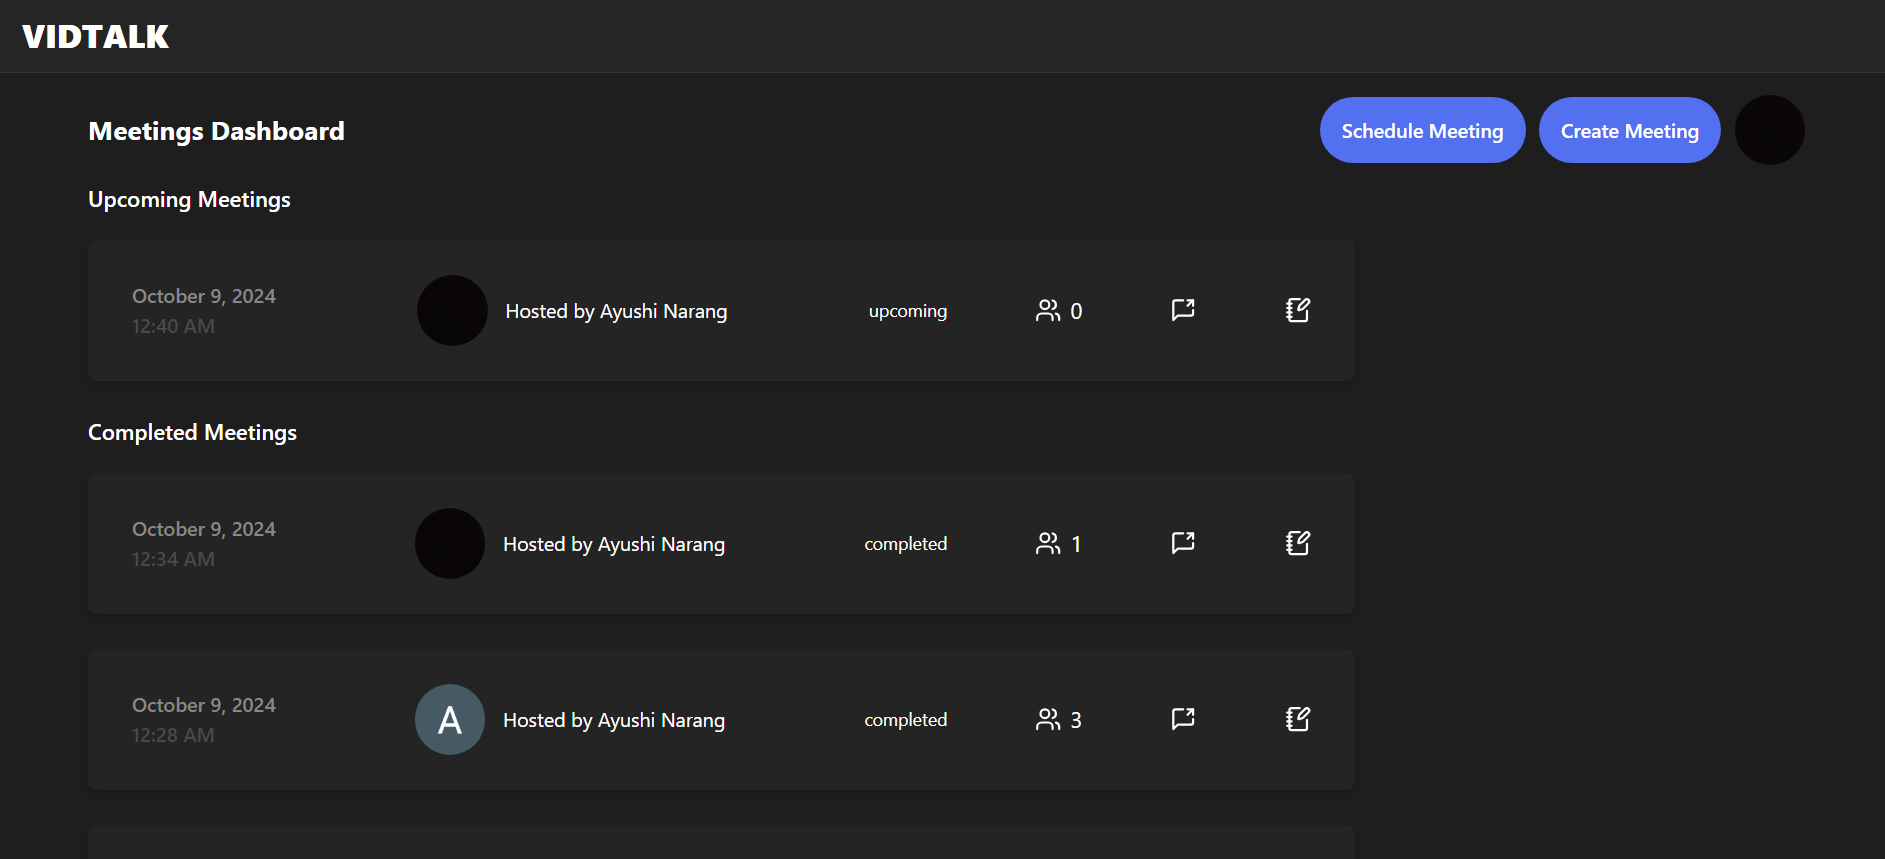 VIDTALK
Meetings Dashboard
Schedule Meeting
Create Meeting
Upcoming Meetings
October 9, 2024
12:40 AM
Hosted by Ayushi Narang
upcoming
0
Completed Meetings
October 9, 2024
12:34 AM
Hosted by Ayushi Narang
completed
1
October 9, 2024
12:28 AM
A
Hosted by Ayushi Narang
completed
3